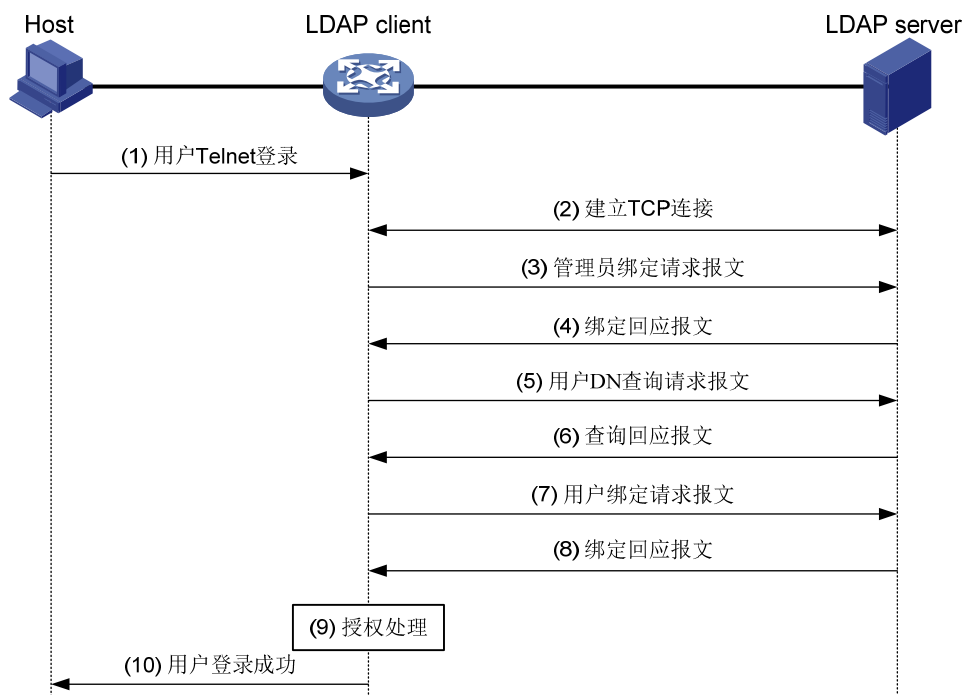 Host
LDAP client
LDAP server
(1) 用户Telnet登录
(2) 建立TCP连接
(3) 管理员绑定请求报文
(4) 绑定回应报文
(5) 用户DN查询请求报文
(6) 查询回应报文
(7) 用户绑定请求报文
(8) 绑定回应报文
(9) 授权处理
(10) 用户登录成功